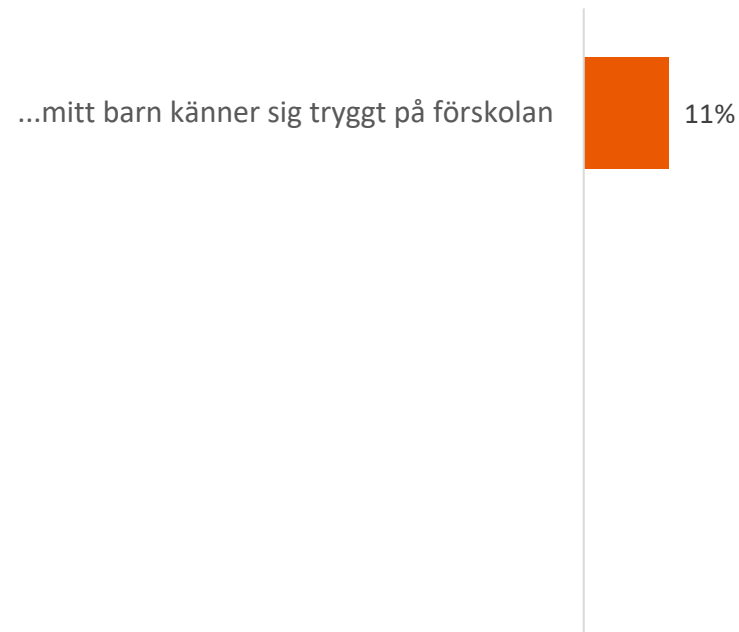 ...mitt barn känner sig tryggt på förskolan
11%